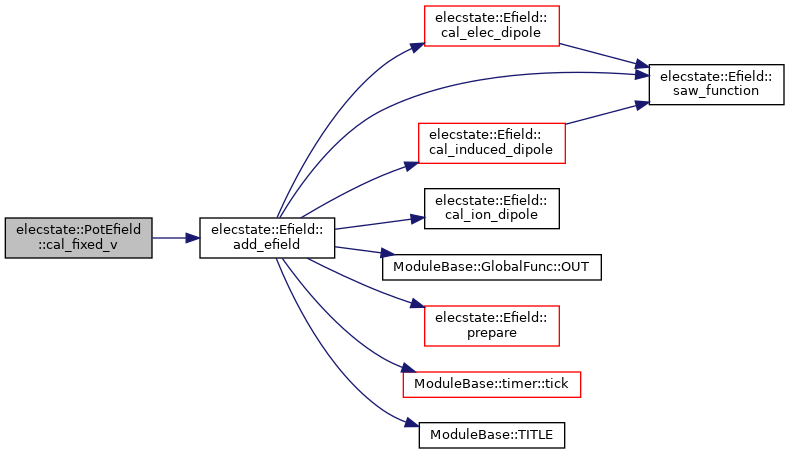 elecstate::PotEfield
::cal_fixed_v
elecstate::Efield::
add_efield
elecstate::Efield::
cal_elec_dipole
elecstate::Efield::
saw_function
elecstate::Efield::
cal_induced_dipole
elecstate::Efield::
cal_ion_dipole
ModuleBase::GlobalFunc::OUT
elecstate::Efield::
prepare
ModuleBase::timer::tick
ModuleBase::TITLE